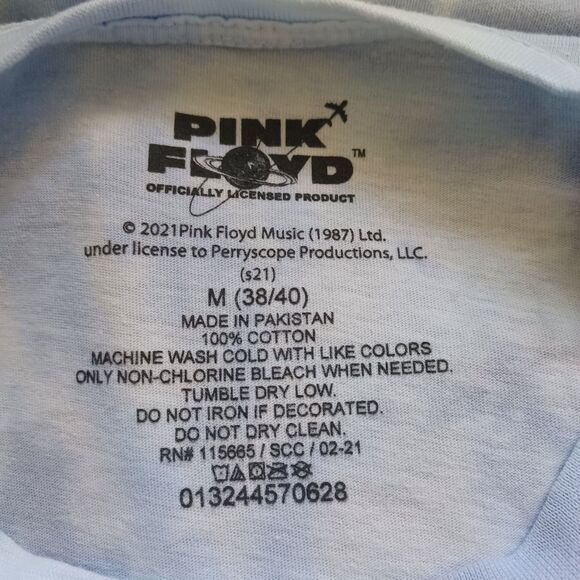 PINK
FLOYD™
OFFICIALLY LICENSED PRODUCT
© 2021Pink Floyd Music (1987) Ltd.
under license to Perryscope Productions, LLC.
(s21)
M (38/40)
MADE IN PAKISTAN
100% COTTON
MACHINE WASH COLD WITH LIKE COLORS
ONLY NON-CHLORINE BLEACH WHEN NEEDED.
TUMBLE DRY LOW.
DO NOT IRON IF DECORATED.
DO NOT DRY CLEAN.
RN# 115665 / SCC / 02-21
013244570628